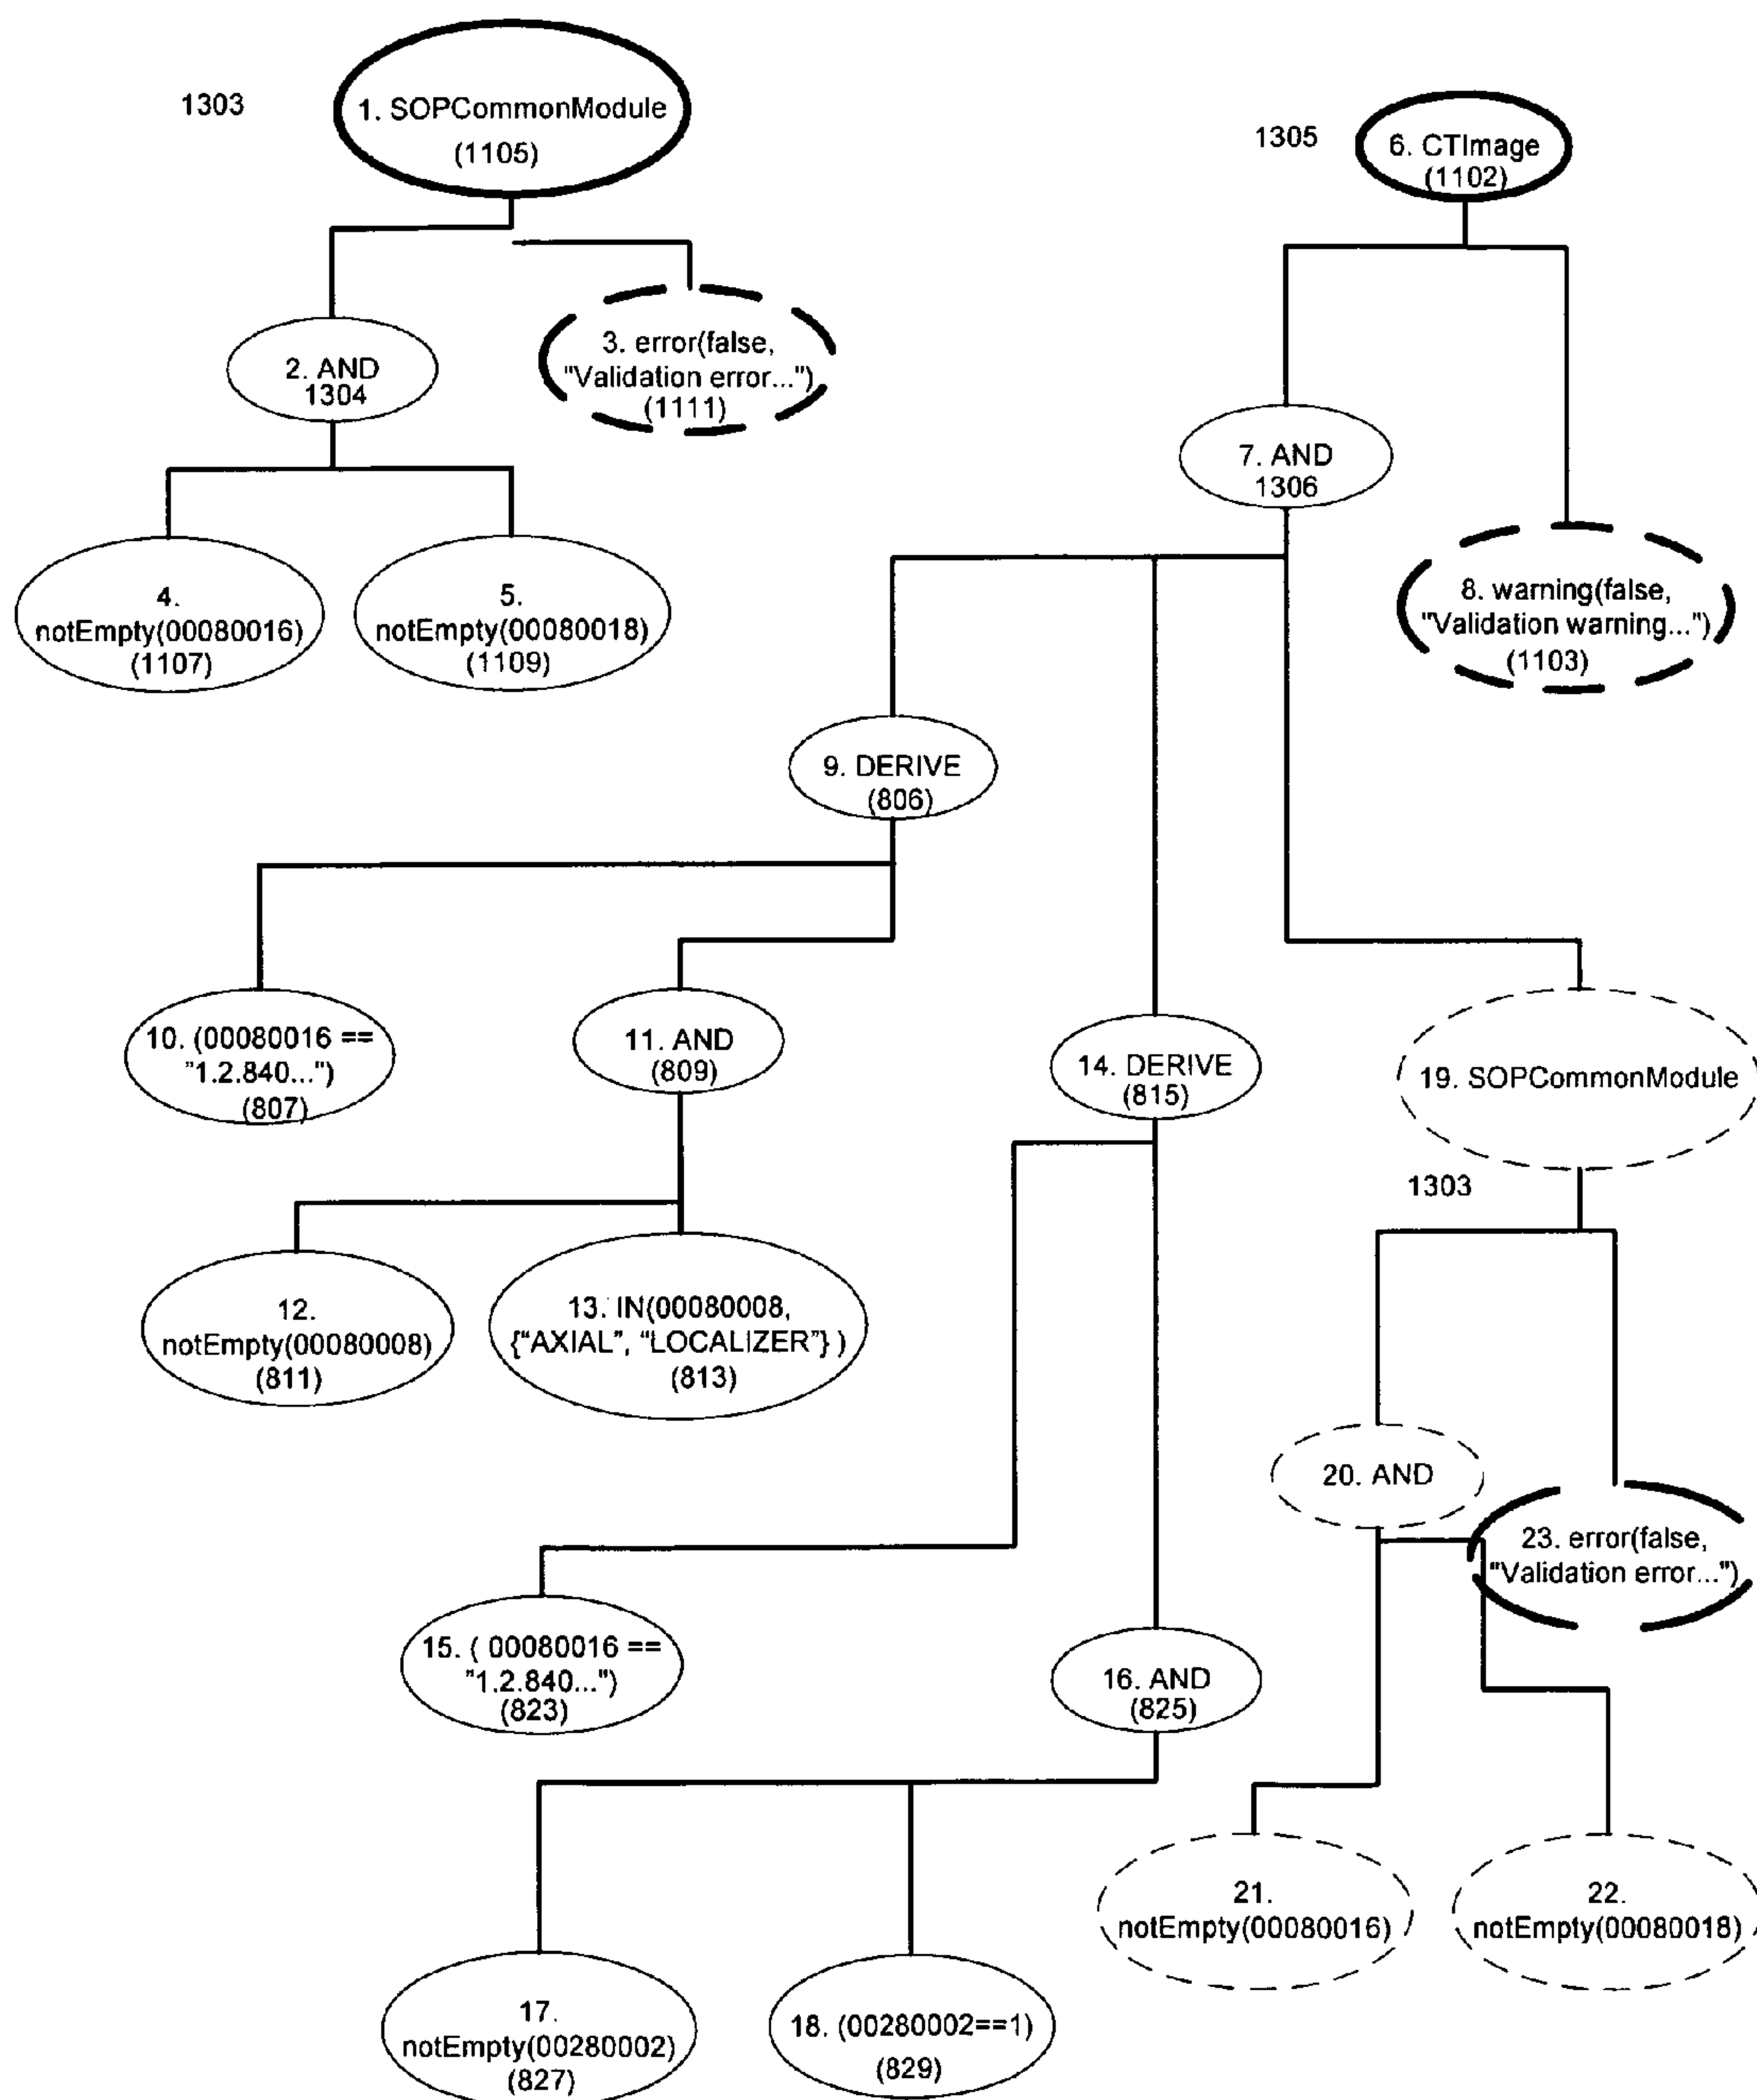 1303
1. SOPCommonModule
(1105)
1305
6. CTImage
(1102)
2. AND
1304
3. error(false,
"Validation error...")
(1111)
7. AND
1306
4.
notEmpty(00080016)
(1107)
5.
notEmpty(00080018)
(1109)
8. warning(false,
"Validation warning...")
(1103)
9. DERIVE
(806)
10. (00080016 ==
"1.2.840...")
(807)
11. AND
(809)
14. DERIVE
(815)
19. SOPCommonModule
1303
12.
notEmpty(00080008)
(811)
13. IN(00080008,
{“AXIAL”, “LOCALIZER”} )
(813)
20. AND
23. error(false,
"Validation error...")
15. ( 00080016 ==
"1.2.840...")
(823)
16. AND
(825)
21.
notEmpty(00080016)
22.
notEmpty(00080018)
17.
notEmpty(00280002)
(827)
18. (00280002==1)
(829)